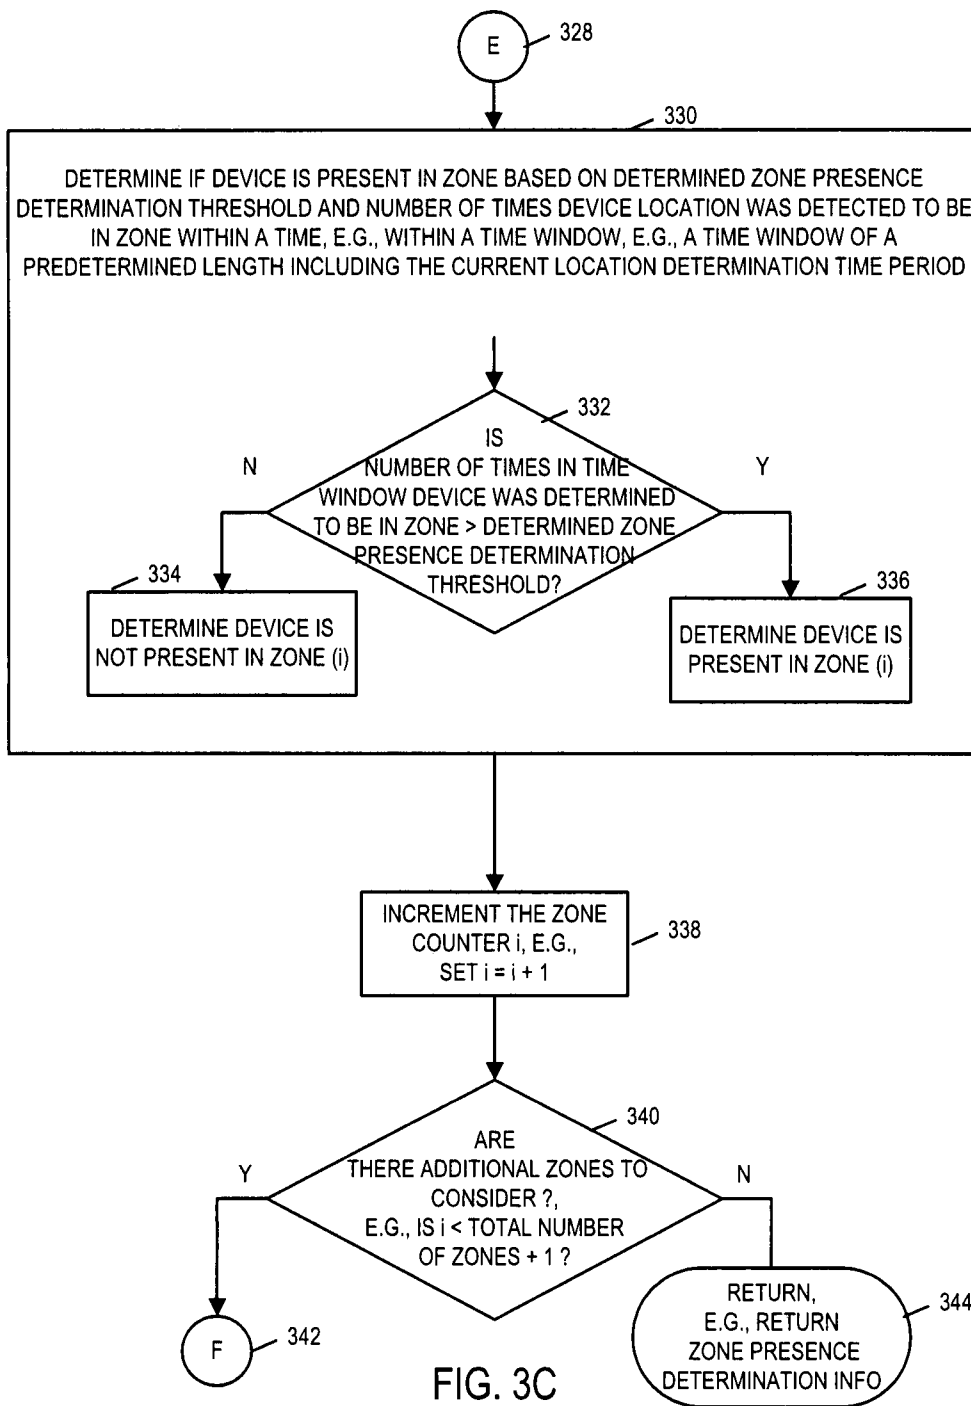 E
328
330
DETERMINE IF DEVICE IS PRESENT IN ZONE BASED ON DETERMINED ZONE PRESENCE
DETERMINATION THRESHOLD AND NUMBER OF TIMES DEVICE LOCATION WAS DETECTED TO BE
IN ZONE WITHIN A TIME, E.G., WITHIN A TIME WINDOW, E.G., A TIME WINDOW OF A
PREDETERMINED LENGTH INCLUDING THE CURRENT LOCATION DETERMINATION TIME PERIOD
332
IS
NUMBER OF TIMES IN TIME
WINDOW DEVICE WAS DETERMINED
TO BE IN ZONE > DETERMINED ZONE
PRESENCE DETERMINATION
THRESHOLD?
N
Y
334
DETERMINE DEVICE IS
NOT PRESENT IN ZONE (i)
336
DETERMINE DEVICE IS
PRESENT IN ZONE (i)
INCREMENT THE ZONE
COUNTER i, E.G.,
SET i = i + 1
338
340
ARE
THERE ADDITIONAL ZONES TO
CONSIDER ?,
E.G., IS i < TOTAL NUMBER
OF ZONES + 1 ?
Y
N
F
342
RETURN,
E.G., RETURN
ZONE PRESENCE
DETERMINATION INFO
344
FIG. 3C